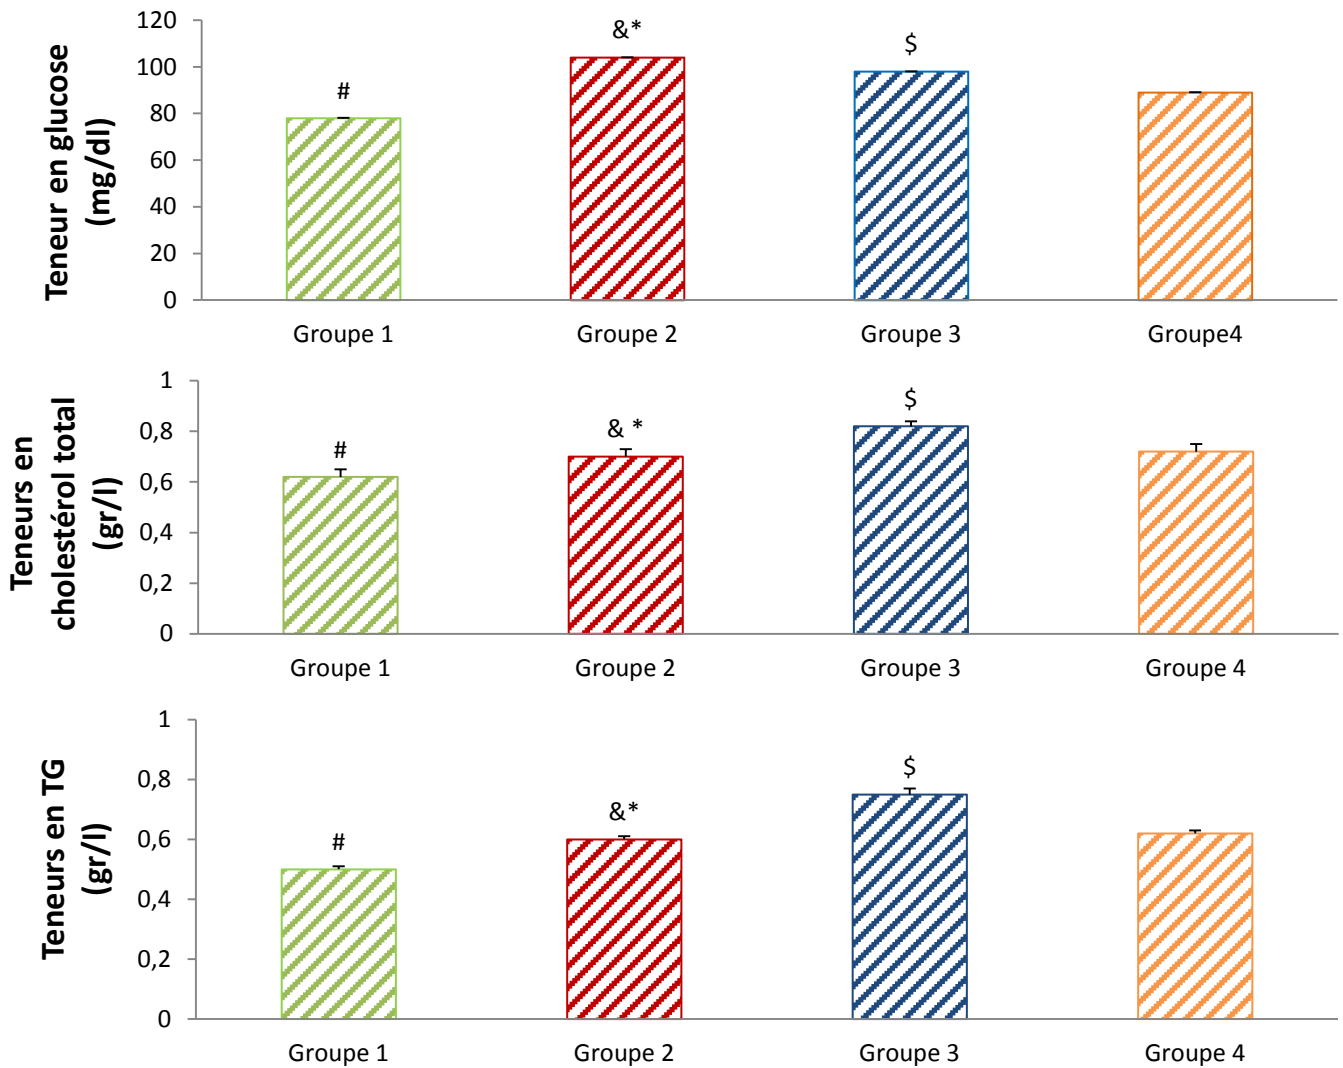 Teneur en glucose
(mg/dl)
120
100
80
60
40
20
0
#
&*
$
Groupe 1
Groupe 2
Groupe 3
Groupe4
Teneurs en
cholestérol total
(gr/l)
1
0,8
0,6
0,4
0,2
0
#
& *
$
Groupe 1
Groupe 2
Groupe 3
Groupe 4
Teneurs en TG
(gr/l)
1
0,8
0,6
0,4
0,2
0
#
&*
$
Groupe 1
Groupe 2
Groupe 3
Groupe 4